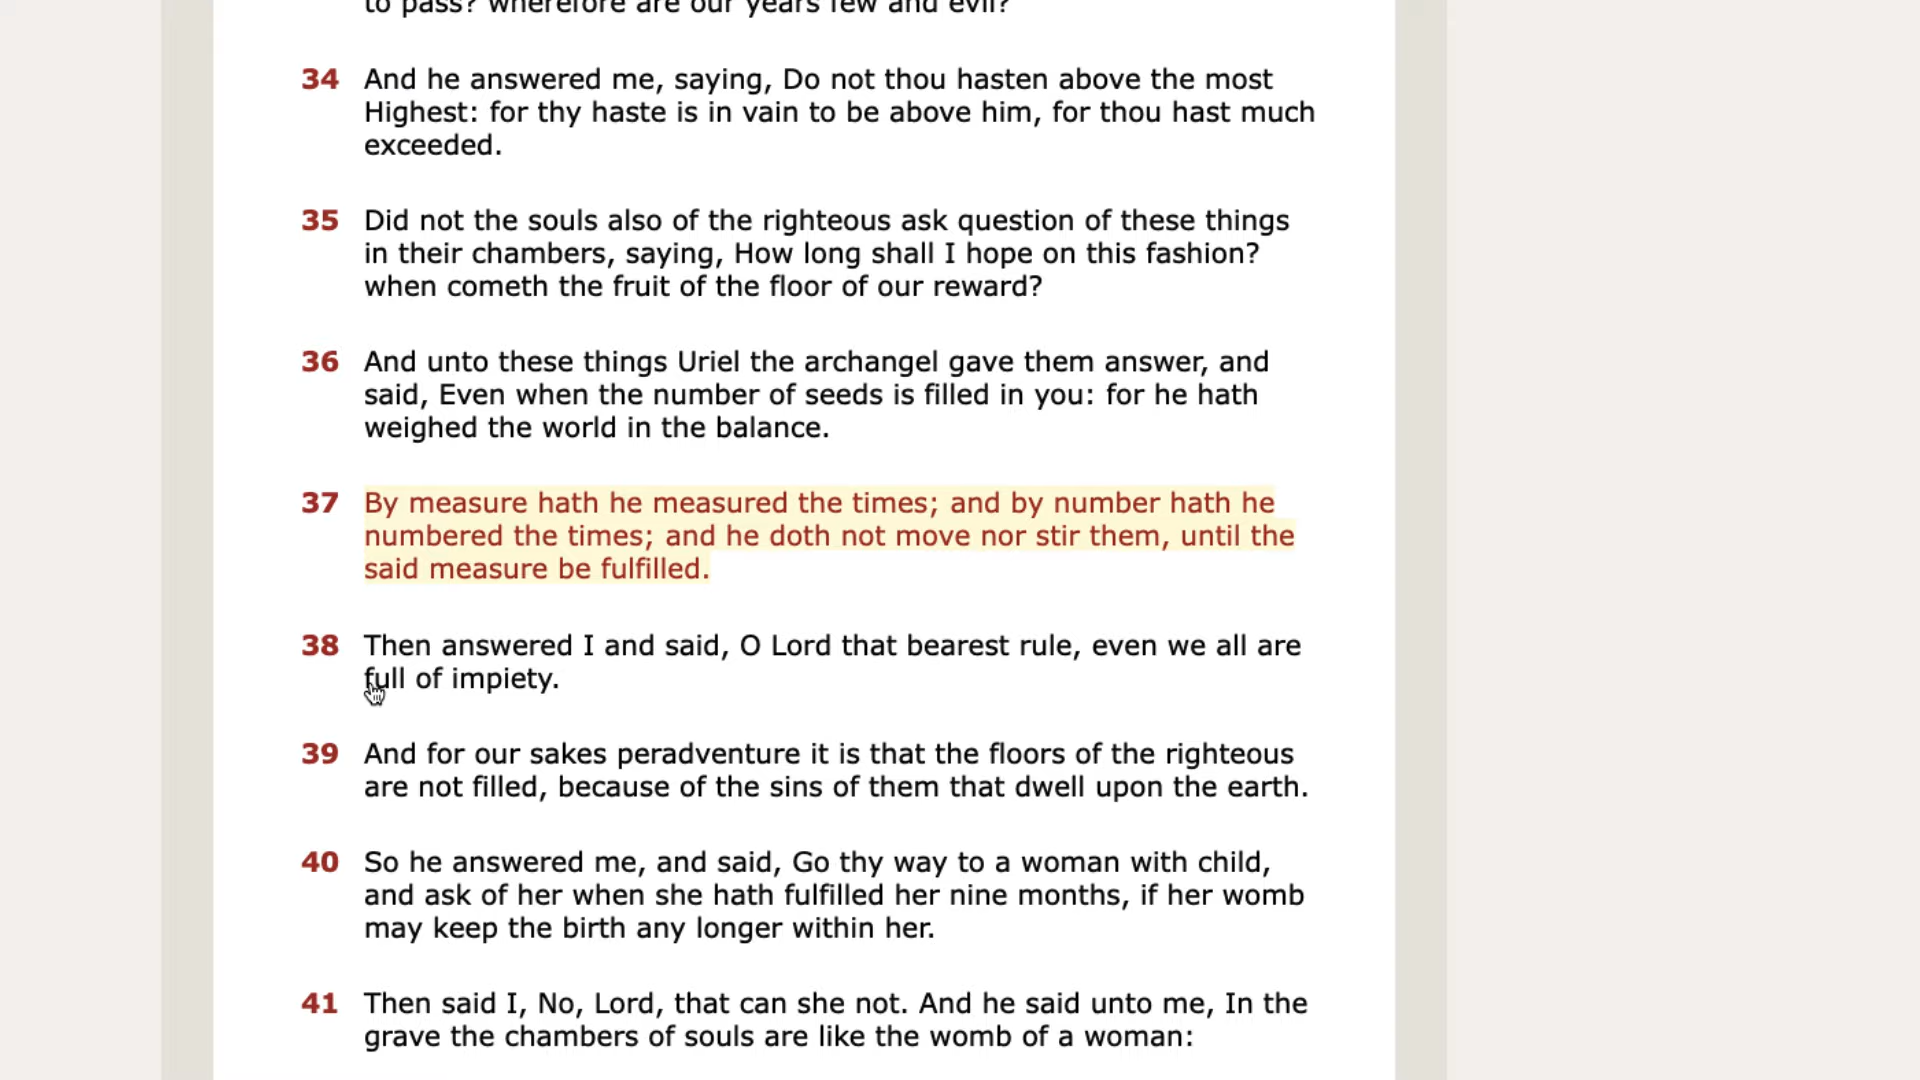 to pass? wherefore are our years few and evil?
34 And he answered me, saying, Do not thou hasten above the most
Highest: for thy haste is in vain to be above him, for thou hast much
exceeded.
35 Did not the souls also of the righteous ask question of these things
in their chambers, saying, How long shall I hope on this fashion?
when cometh the fruit of the floor of our reward?
36 And unto these things Uriel the archangel gave them answer, and
said, Even when the number of seeds is filled in you: for he hath
weighed the world in the balance.
37 By measure hath he measured the times; and by number hath he
numbered the times; and he doth not move nor stir them, until the
said measure be fulfilled.
38 Then answered I and said, O Lord that bearest rule, even we all are
full of impiety.
39 And for our sakes peradventure it is that the floors of the righteous
are not filled, because of the sins of them that dwell upon the earth.
40 So he answered me, and said, Go thy way to a woman with child,
and ask of her when she hath fulfilled her nine months, if her womb
may keep the birth any longer within her.
41 Then said I, No, Lord, that can she not. And he said unto me, In the
grave the chambers of souls are like the womb of a woman: